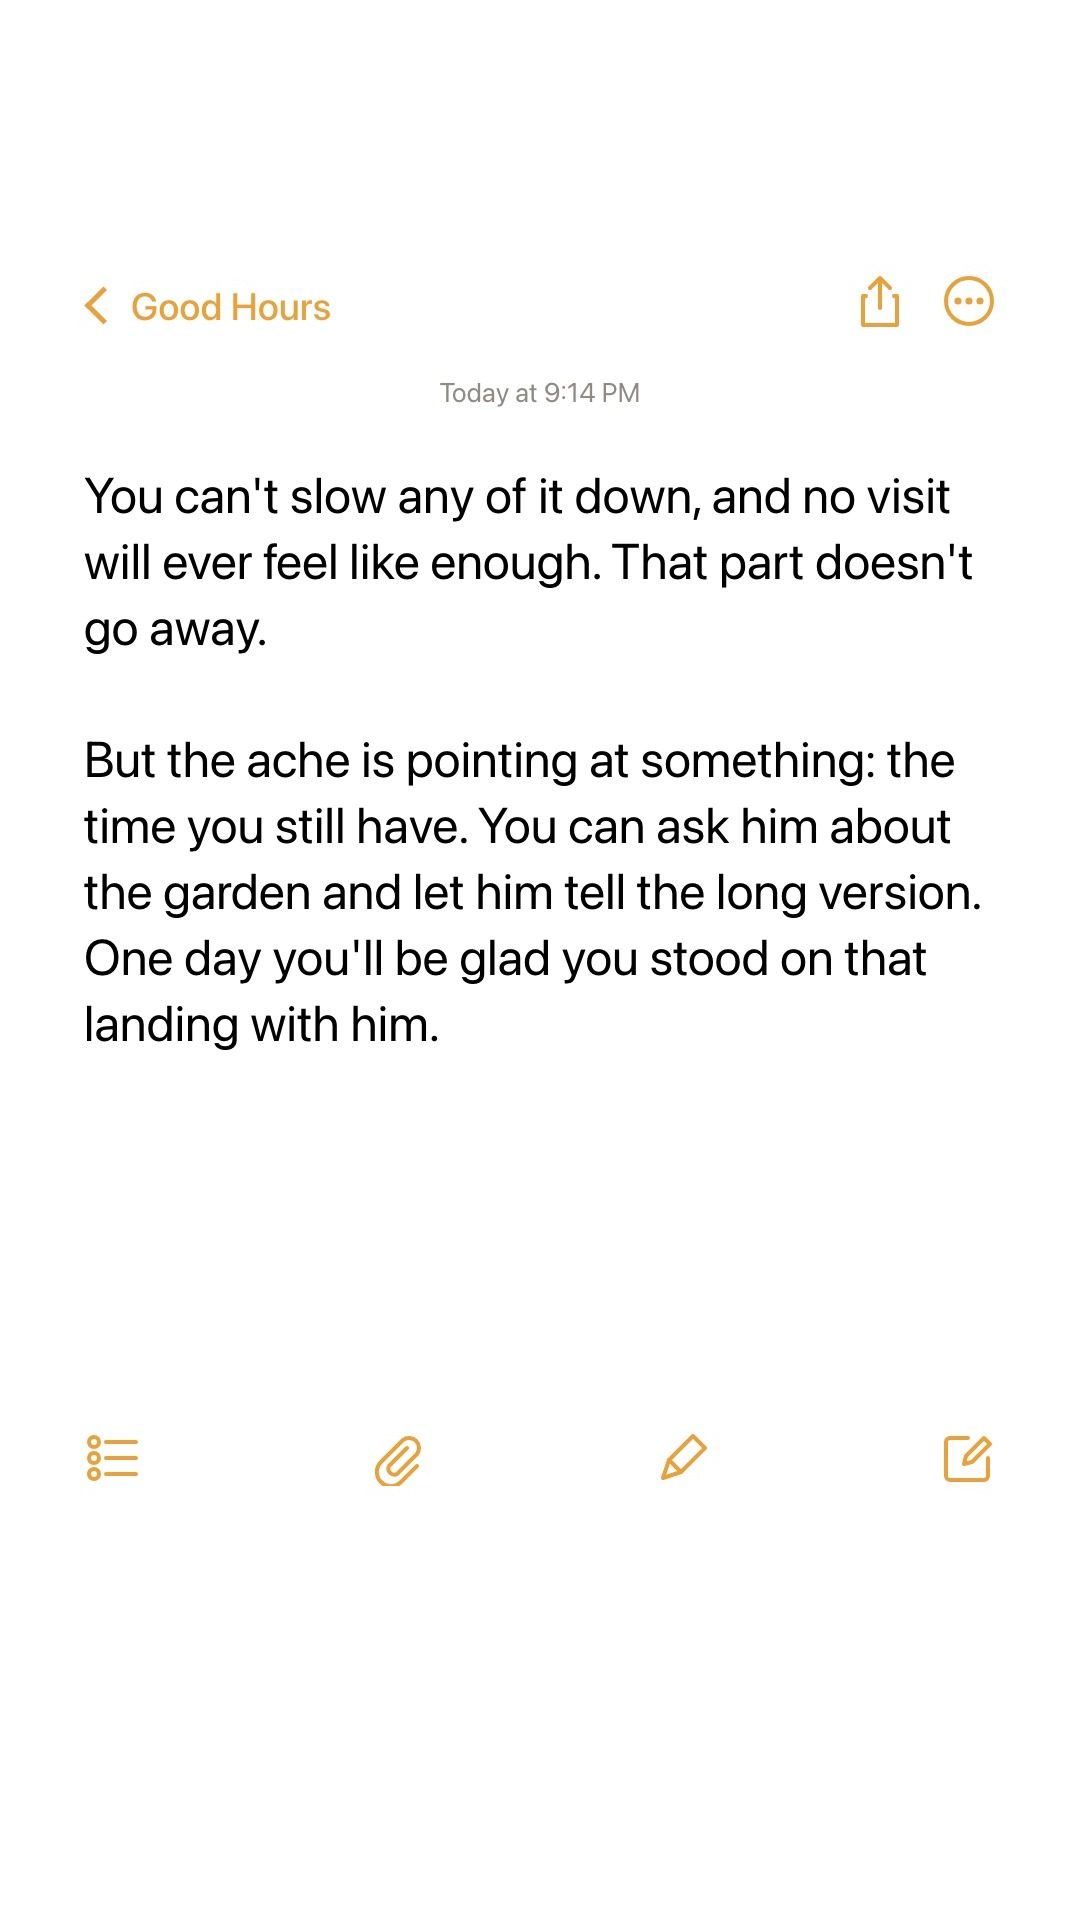 Good Hours
Today at 9:14 PM
You can't slow any of it down, and no visit
will ever feel like enough. That part doesn't
go away.
But the ache is pointing at something: the
time you still have. You can ask him about
the garden and let him tell the long version.
One day you'll be glad you stood on that
landing with him.